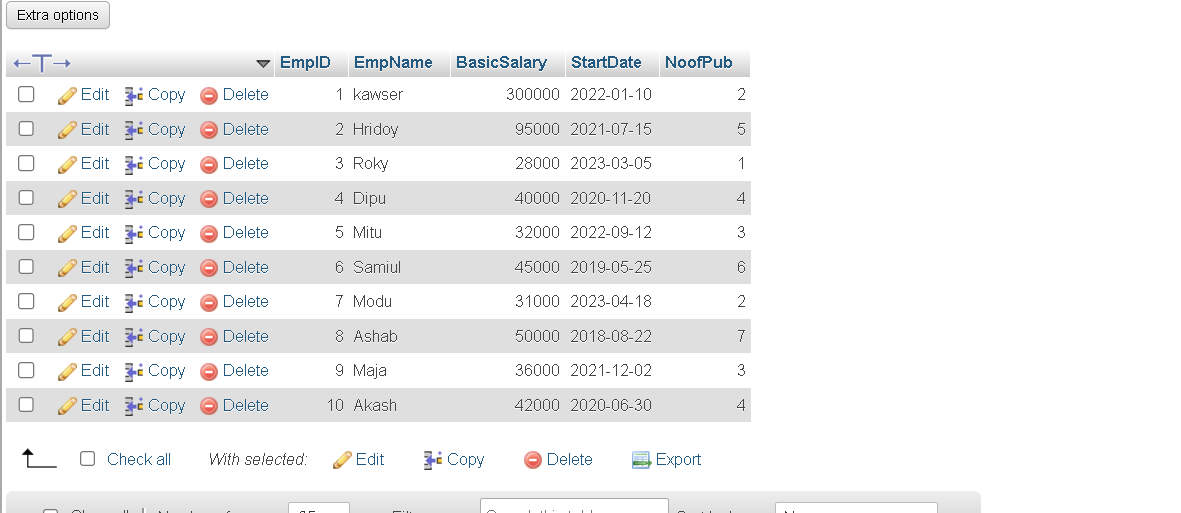 Extra options
←T→ EmpID EmpName BasicSalary StartDate NoofPub
Edit Copy Delete 1 kawser 300000 2022-01-10 2
Edit Copy Delete 2 Hridoy 95000 2021-07-15 5
Edit Copy Delete 3 Roky 28000 2023-03-05 1
Edit Copy Delete 4 Dipu 40000 2020-11-20 4
Edit Copy Delete 5 Mitu 32000 2022-09-12 3
Edit Copy Delete 6 Samiul 45000 2019-05-25 6
Edit Copy Delete 7 Modu 31000 2023-04-18 2
Edit Copy Delete 8 Ashab 50000 2018-08-22 7
Edit Copy Delete 9 Maja 36000 2021-12-02 3
Edit Copy Delete 10 Akash 42000 2020-06-30 4
Check all With selected: Edit Copy Delete Export